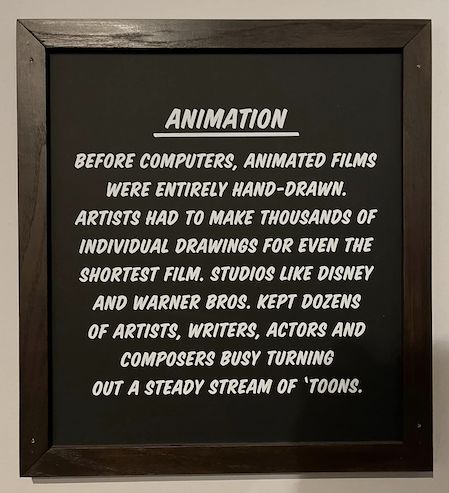 ANIMATION
BEFORE COMPUTERS, ANIMATED FILMS
WERE ENTIRELY HAND-DRAWN.
ARTISTS HAD TO MAKE THOUSANDS OF
INDIVIDUAL DRAWINGS FOR EVEN THE
SHORTEST FILM. STUDIOS LIKE DISNEY
AND WARNER BROS. KEPT DOZENS
OF ARTISTS, WRITERS, ACTORS AND
COMPOSERS BUSY TURNING
OUT A STEADY STREAM OF ‘TOONS.